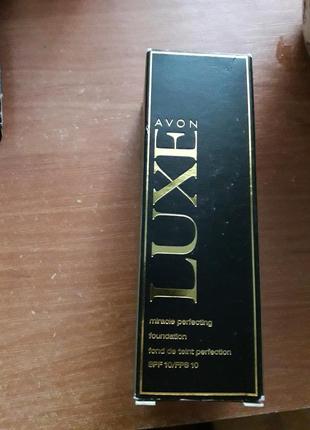 AVON
LUXE
miracle perfecting
foundation
fond de teint perfection
SPF 10/FPS 10